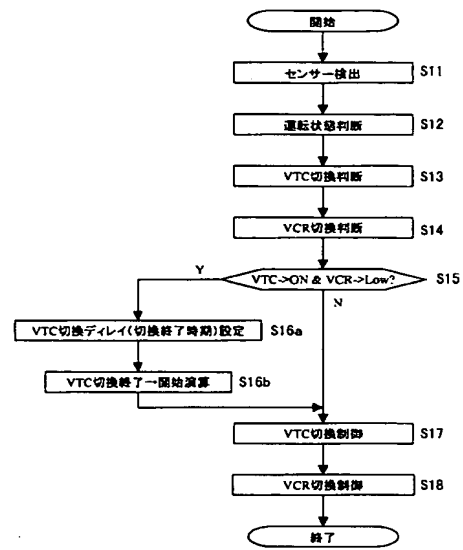 開始
センサー検出 S11
運転状態判断 S12
VTC切換判断 S13
VCR切換判断 S14
VTC->ON & VCR->Low? S15
Y
N
VTC切換ディレイ(切換終了時期)設定 S16a
VTC切換終了→開始演算 S16b
VTC切換制御 S17
VCR切換制御 S18
終了